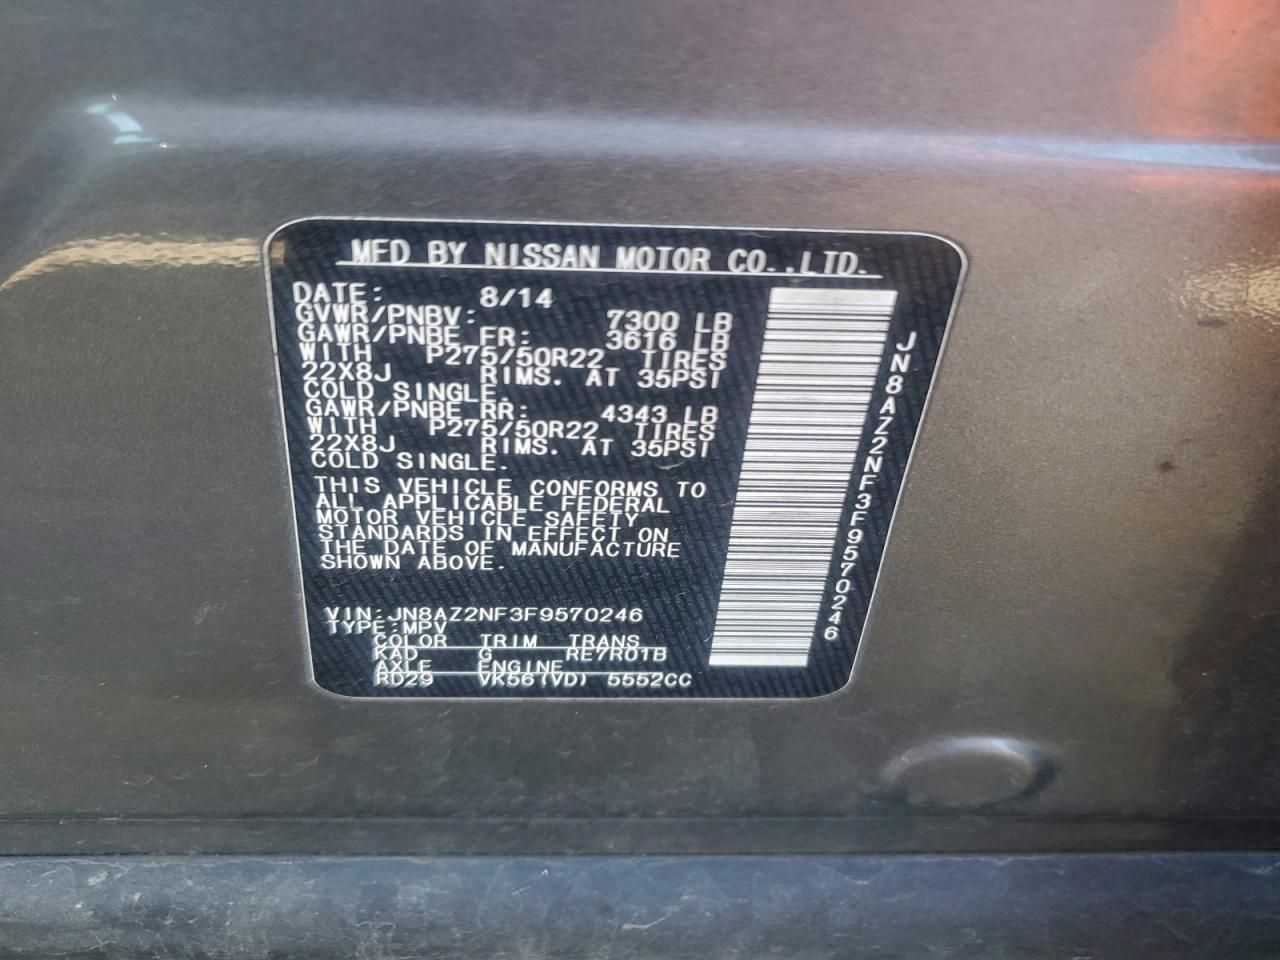 MFD BY NISSAN MOTOR CO.,LTD.
DATE: 8/14
GVWR/PNBV: 7300 LB
GAWR/PNBE FR: 3616 LB
WITH P275/50R22 TIRES
22X8J RIMS. AT 35PSI
COLD SINGLE.
GAWR/PNBE RR: 4343 LB
WITH P275/50R22 TIRES
22X8J RIMS. AT 35PSI
COLD SINGLE.
THIS VEHICLE CONFORMS TO
ALL APPLICABLE FEDERAL
MOTOR VEHICLE SAFETY
STANDARDS IN EFFECT ON
THE DATE OF MANUFACTURE
SHOWN ABOVE.
VIN:JN8AZ2NF3F9570246
TYPE:MPV
COLOR TRIM TRANS
KAD G RE7R01B
AXLE ENGINE
RD29 VK56(VD) 5552CC
JN8AZ2NF3F9570246